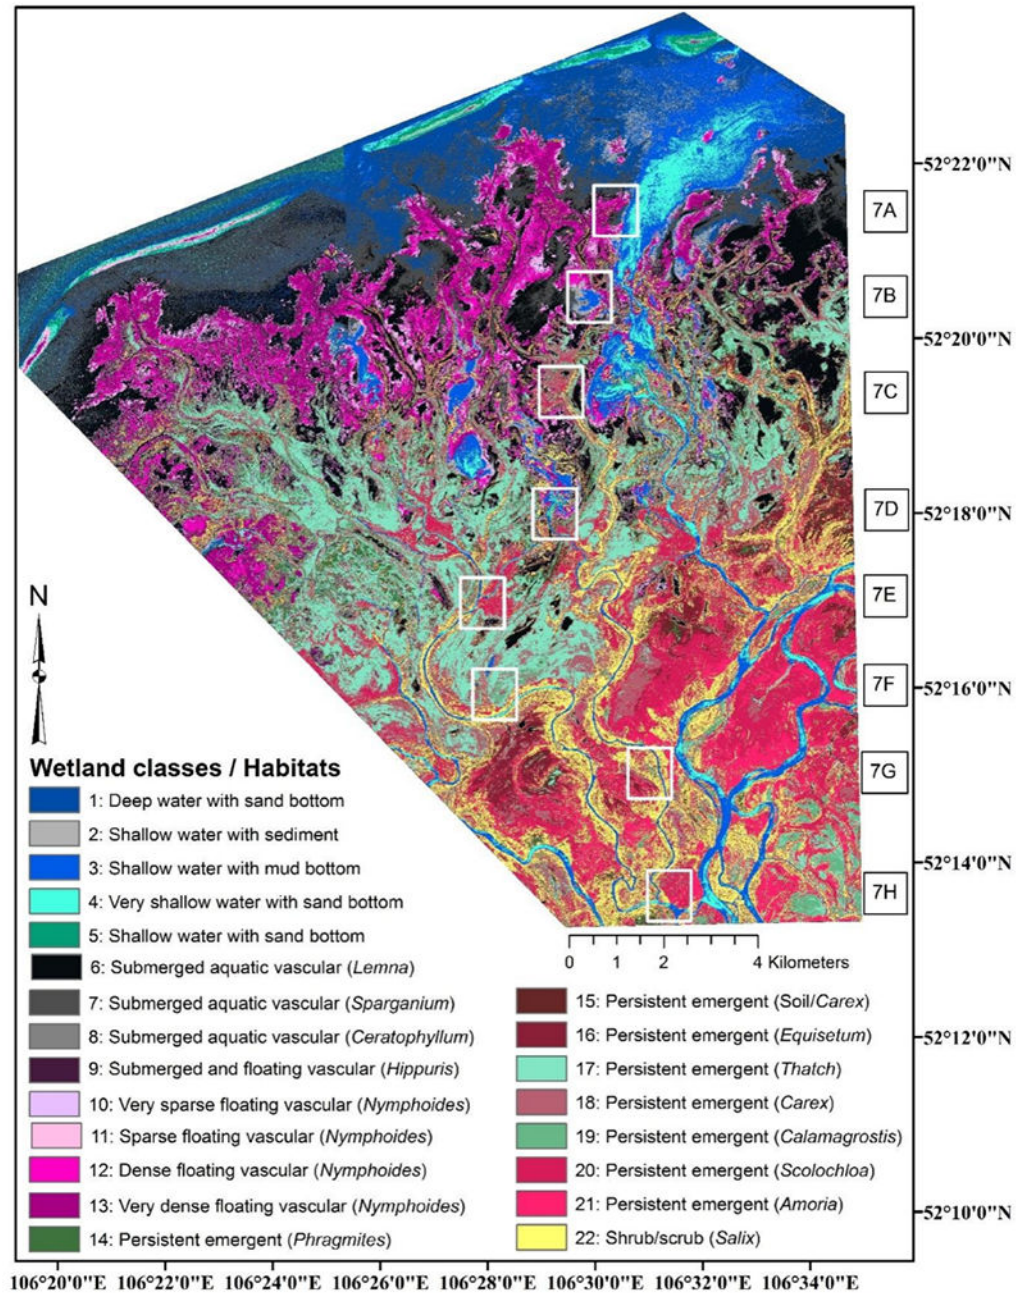 52°22'0"N
7A
7B
52°20'0"N
7C
7D
52°18'0"N
7E
N
7F
52°16'0"N
Wetland classes / Habitats
7G
1: Deep water with sand bottom
2: Shallow water with sediment
3: Shallow water with mud bottom
52°14'0"N
7H
4: Very shallow water with sand bottom
5: Shallow water with sand bottom
6: Submerged aquatic vascular (Lemna)
0 1 2 4 Kilometers
7: Submerged aquatic vascular (Sparganium)
8: Submerged aquatic vascular (Ceratophyllum)
9: Submerged and floating vascular (Hippuris)
10: Very sparse floating vascular (Nymphoides)
11: Sparse floating vascular (Nymphoides)
12: Dense floating vascular (Nymphoides)
13: Very dense floating vascular (Nymphoides)
14: Persistent emergent (Phragmites)
15: Persistent emergent (Soil/Carex)
16: Persistent emergent (Equisetum)
17: Persistent emergent (Thatch)
18: Persistent emergent (Carex)
19: Persistent emergent (Calamagrostis)
20: Persistent emergent (Scolochloa)
21: Persistent emergent (Amoria)
22: Shrub/scrub (Salix)
52°12'0"N
52°10'0"N
106°20'0"E 106°22'0"E 106°24'0"E 106°26'0"E 106°28'0"E 106°30'0"E 106°32'0"E 106°34'0"E